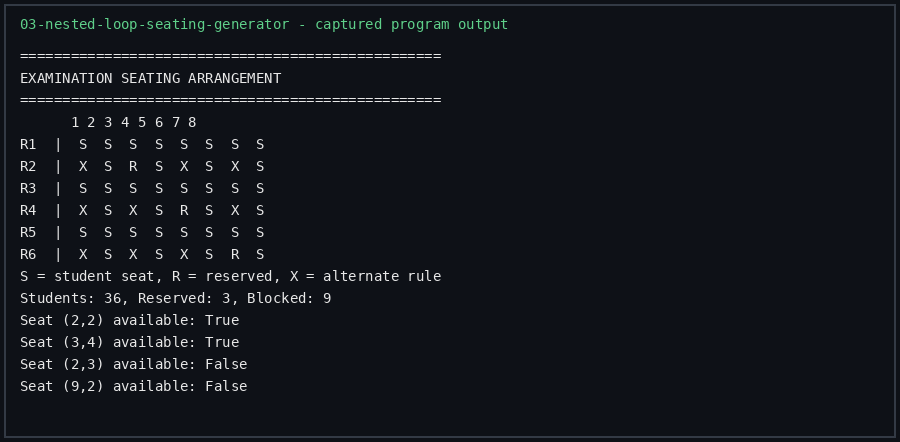 03-nested-loop-seating-generator - captured program output
==================================================
EXAMINATION SEATING ARRANGEMENT
==================================================
      1 2 3 4 5 6 7 8
R1  |  S  S  S  S  S  S  S  S
R2  |  X  S  R  S  X  S  X  S
R3  |  S  S  S  S  S  S  S  S
R4  |  X  S  X  S  R  S  X  S
R5  |  S  S  S  S  S  S  S  S
R6  |  X  S  X  S  X  S  R  S
S = student seat, R = reserved, X = alternate rule
Students: 36, Reserved: 3, Blocked: 9
Seat (2,2) available: True
Seat (3,4) available: True
Seat (2,3) available: False
Seat (9,2) available: False